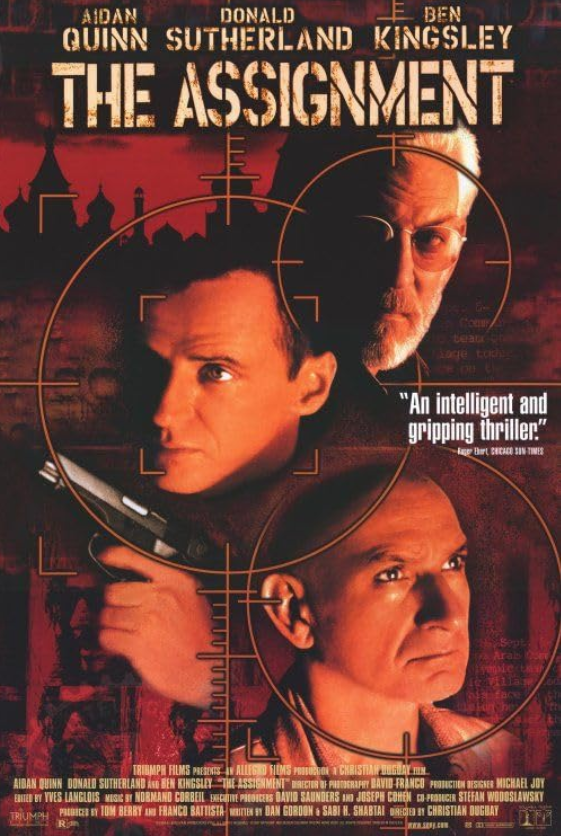 AIDAN DONALD BEN
QUINN SUTHERLAND KINGSLEY
THE ASSIGNMENT
"An intelligent and
gripping thriller."
Roger Ebert, CHICAGO SUN-TIMES
TRIUMPH FILMS PRESENTS AN ALLEGRO FILMS PRODUCTION A CHRISTIAN DUGUAY FILM
AIDAN QUINN DONALD SUTHERLAND AND BEN KINGSLEY "THE ASSIGNMENT" DIRECTOR OF PHOTOGRAPHY DAVID FRANCO PRODUCTION DESIGNER MICHAEL JOY
EDITED BY YVES LANGLOIS MUSIC BY NORMAND CORBEIL EXECUTIVE PRODUCERS DAVID SAUNDERS AND JOSEPH COHEN CO-PRODUCER STEFAN WODOSLAWSKY
PRODUCED BY TOM BERRY AND FRANCO BATTISTA WRITTEN BY DAN GORDON & SABI H. SHABTAI DIRECTED BY CHRISTIAN DUGUAY
TRIUMPH
R